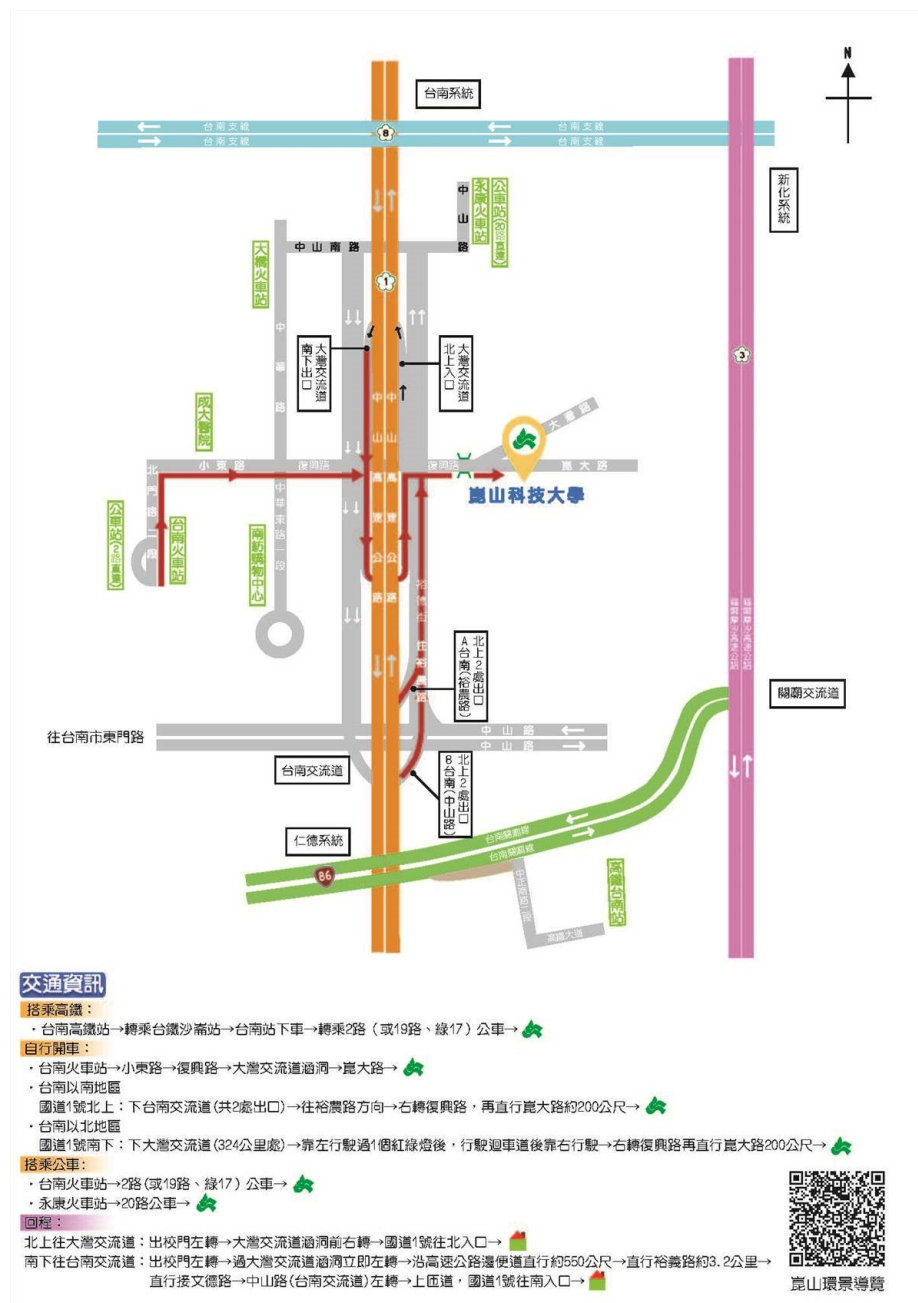 N
台南系統
台南支線
台南支線
台南支線
台南支線
8
新化系統
中山路
永康火車站
公車站(20路直達)
中山南路
大橋火車站
1
中華路
大灣交流道
南下出口
大灣交流道
北上入口
3
成大醫院
中山高速公路
中山高速公路
大灣路
小東路
復興路
復興路
崑大路
崑山科技大學
北門路一段
公車站(2路直達)
台南火車站
中華東路一段
南紡購物中心
福爾摩沙高速公路
福爾摩沙高速公路
往裕農路
北上2處出口
A台南(裕農路)
關廟交流道
往台南市東門路
中山路
中山路
台南交流道
北上2處出口
B台南(中山路)
仁德系統
台南關廟線
台南關廟線
86
中正南路一段
高鐵台南站
高鐵大道
交通資訊
搭乘高鐵：
・台南高鐵站→轉乘台鐵沙崙站→台南站下車→轉乘2路（或19路、綠17）公車→
自行開車：
・台南火車站→小東路→復興路→大灣交流道涵洞→崑大路→
・台南以南地區
國道1號北上：下台南交流道(共2處出口)→往裕農路方向→右轉復興路，再直行崑大路約200公尺→
・台南以北地區
國道1號南下：下大灣交流道(324公里處)→靠左行駛過1個紅綠燈後，行駛迴車道後靠右行駛→右轉復興路再直行崑大路200公尺→
搭乘公車：
・台南火車站→2路(或19路、綠17）公車→
・永康火車站→20路公車→
回程：
北上往大灣交流道：出校門左轉→大灣交流道涵洞前右轉→國道1號往北入口→
南下往台南交流道：出校門左轉→過大灣交流道涵洞立即左轉→沿高速公路邊便道直行約550公尺→直行裕義路約3.2公里→
直行接文德路→中山路(台南交流道)左轉→上匝道，國道1號往南入口→
崑山環景導覽